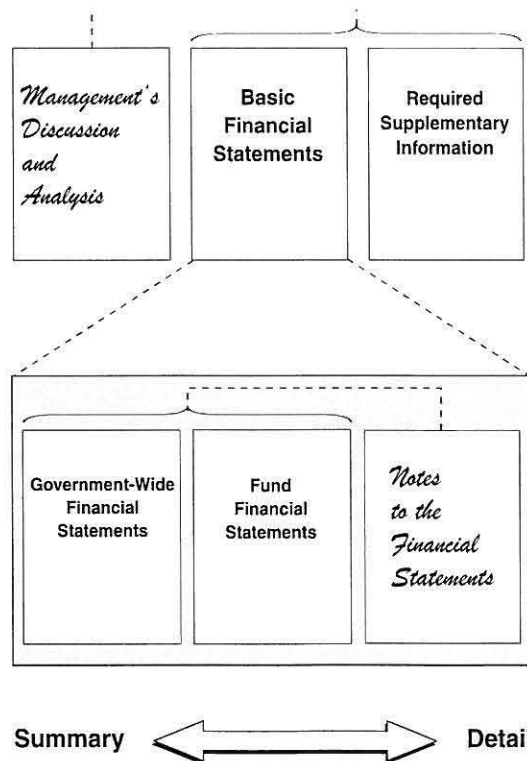 Management's
Discussion
and
Analysis
Basic
Financial
Statements
Required
Supplementary
Information
Government-Wide
Financial
Statements
Fund
Financial
Statements
Notes
to the
Financial
Statements
Summary
Detai